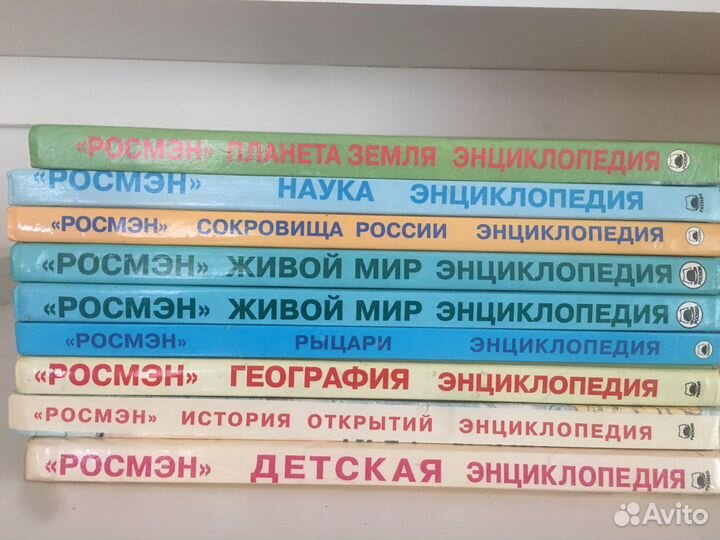 «РОСМЭН» ПЛАНЕТА ЗЕМЛЯ ЭНЦИКЛОПЕДИЯ
«РОСМЭН» НАУКА ЭНЦИКЛОПЕДИЯ
«РОСМЭН» СОКРОВИЩА РОССИИ ЭНЦИКЛОПЕДИЯ
«РОСМЭН» ЖИВОЙ МИР ЭНЦИКЛОПЕДИЯ
«РОСМЭН» ЖИВОЙ МИР ЭНЦИКЛОПЕДИЯ
«РОСМЭН» РЫЦАРИ ЭНЦИКЛОПЕДИЯ
«РОСМЭН» ГЕОГРАФИЯ ЭНЦИКЛОПЕДИЯ
«РОСМЭН» ИСТОРИЯ ОТКРЫТИЙ ЭНЦИКЛОПЕДИЯ
«РОСМЭН» ДЕТСКАЯ ЭНЦИКЛОПЕДИЯ
Avito